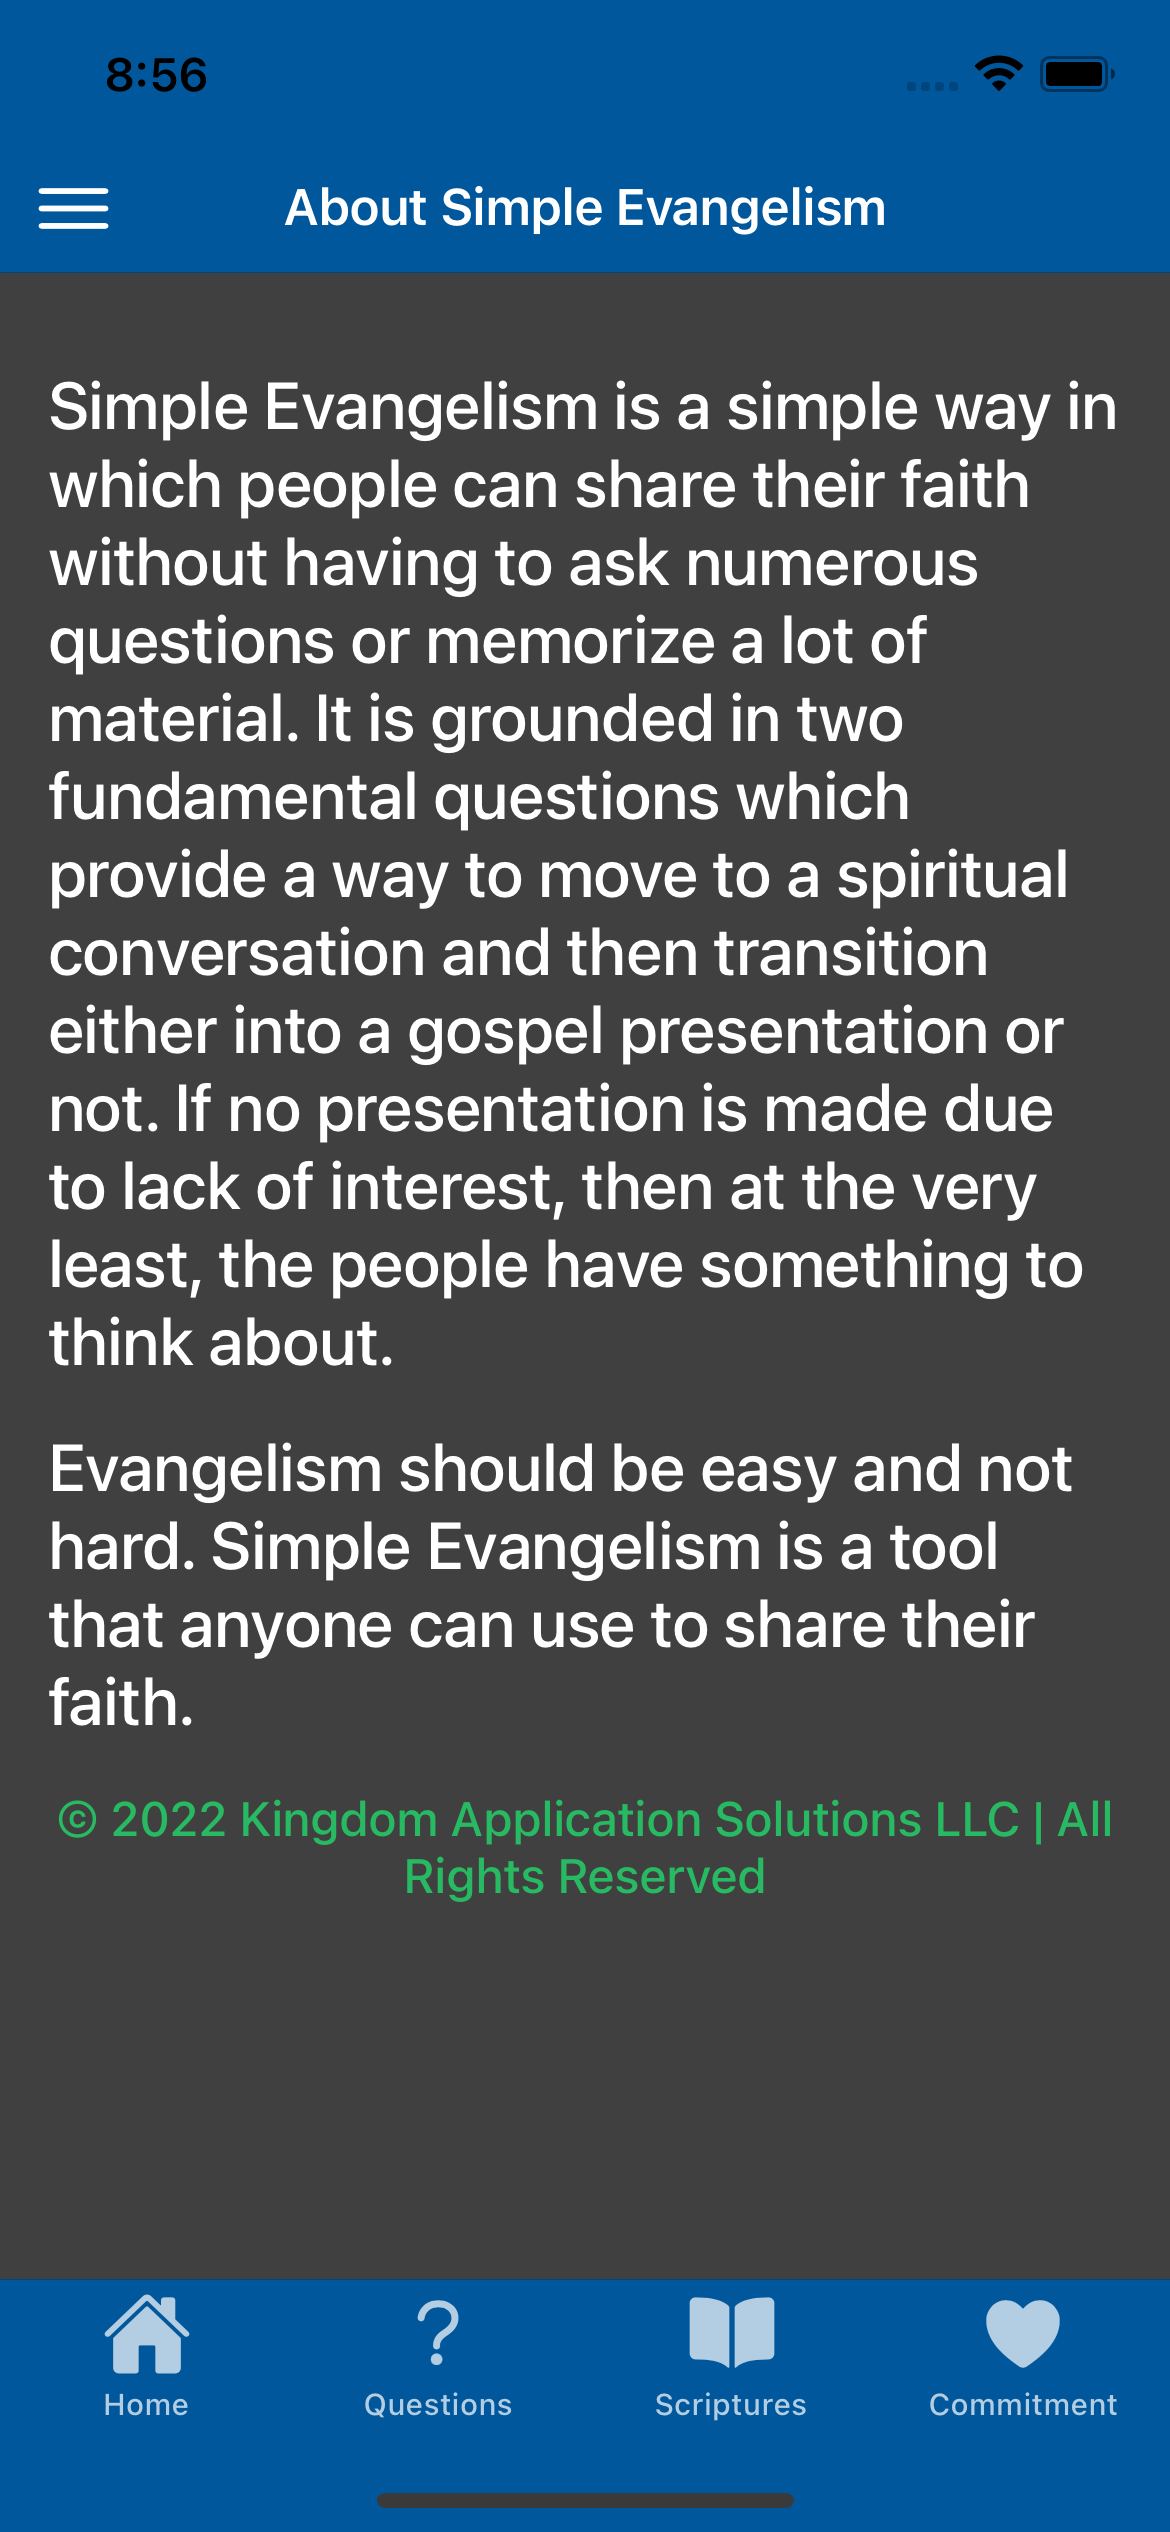 8:56
About Simple Evangelism
Simple Evangelism is a simple way in
which people can share their faith
without having to ask numerous
questions or memorize a lot of
material. It is grounded in two
fundamental questions which
provide a way to move to a spiritual
conversation and then transition
either into a gospel presentation or
not. If no presentation is made due
to lack of interest, then at the very
least, the people have something to
think about.
Evangelism should be easy and not
hard. Simple Evangelism is a tool
that anyone can use to share their
faith.
© 2022 Kingdom Application Solutions LLC | All
Rights Reserved
Home
Questions
Scriptures
Commitment